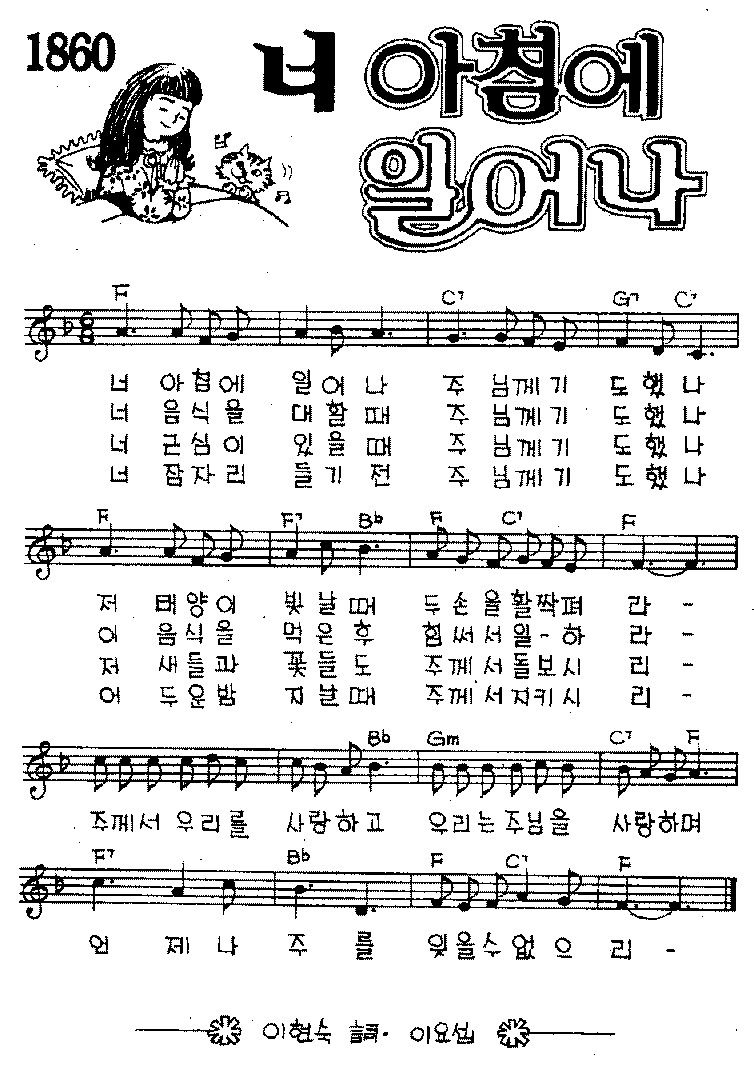 1860
너 아침에
일어나
F C7 G7 C7
너 아침에 일어나 주님께기 도했나
너 음식을 대할때 주님께기 도했나
너 근심이 있을때 주님께기 도했나
너 잠자리 들기전 주님께기 도했나
F F7 Bb F C7 F
저 태양이 빛날때 두손을활짝펴 라-
이 음식을 먹은후 힘써서일-하 라-
저 새들과 꽃들도 주께서돌보시 리-
어 두운밤 지날때 주께서지키시 리-
Bb Gm C7 F
주께서 우리를 사랑하고 우리는주님을 사랑하며
F7 Bb F C7 F
언 제나 주 를 잊을수없으 리 -
이현숙